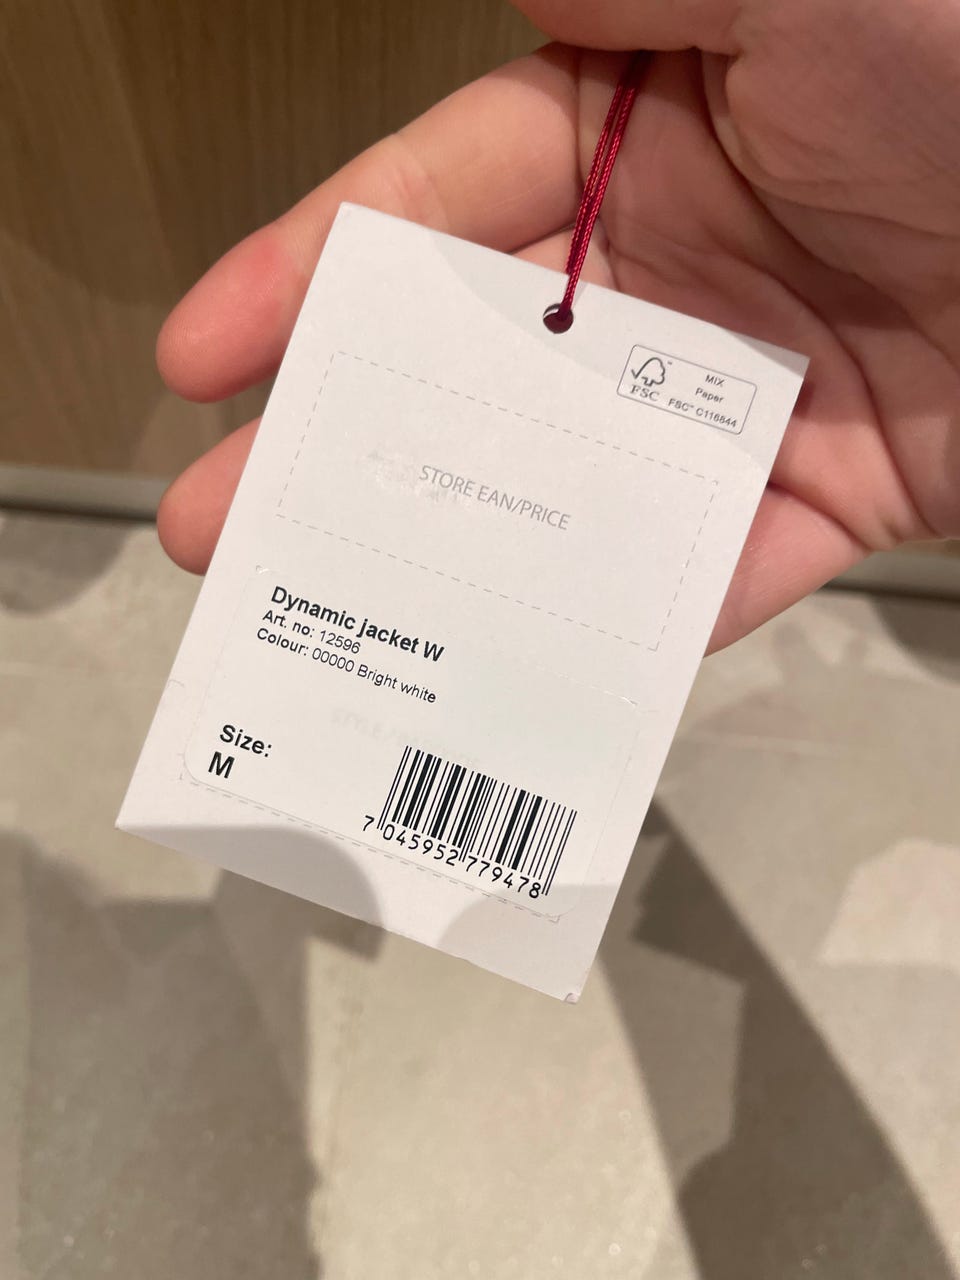 MIX
Paper
FSC
FSC™ C116844
STORE EAN/PRICE
Dynamic jacket W
Art. no: 12596
Colour: 00000 Bright white
Size:
M
7 045952 779478